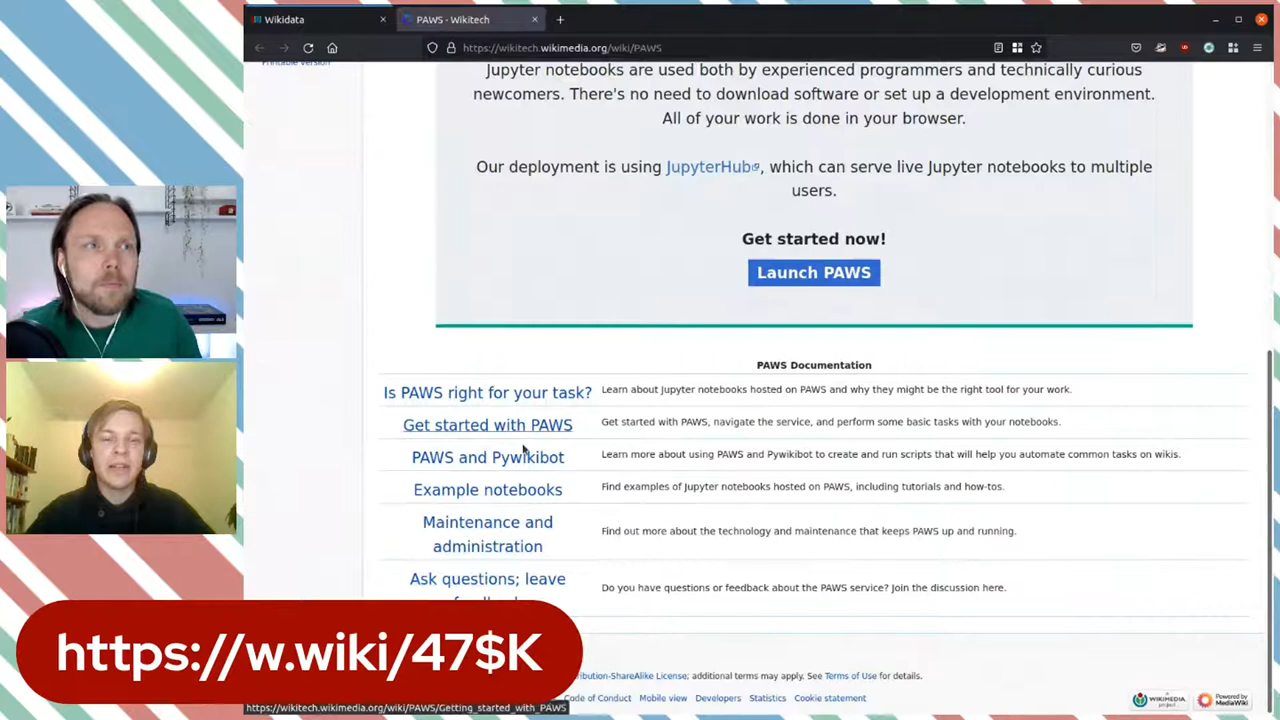 Wikidata
PAWS - Wikitech
https://wikitech.wikimedia.org/wiki/PAWS
Printable version
Jupyter notebooks are used both by experienced programmers and technically curious
newcomers. There's no need to download software or set up a development environment.
All of your work is done in your browser.
Our deployment is using JupyterHub, which can serve live Jupyter notebooks to multiple
users.
Get started now!
Launch PAWS
PAWS Documentation
Is PAWS right for your task? Learn about Jupyter notebooks hosted on PAWS and why they might be the right tool for your work.
Get started with PAWS Get started with PAWS, navigate the service, and perform some basic tasks with your notebooks.
PAWS and Pywikibot Learn more about using PAWS and Pywikibot to create and run scripts that will help you automate common tasks on wikis.
Example notebooks Find examples of Jupyter notebooks hosted on PAWS, including tutorials and how-tos.
Maintenance and
administration Find out more about the technology and maintenance that keeps PAWS up and running.
Ask questions; leave
Do you have questions or feedback about the PAWS service? Join the discussion here.
https://w.wiki/47$K
ribution-ShareAlike License; additional terms may apply. See Terms of Use for details.
Code of Conduct Mobile view Developers Statistics Cookie statement
WIKIMEDIA
project
Powered by
MediaWiki
https://wikitech.wikimedia.org/wiki/PAWS/Getting_started_with_PAWS